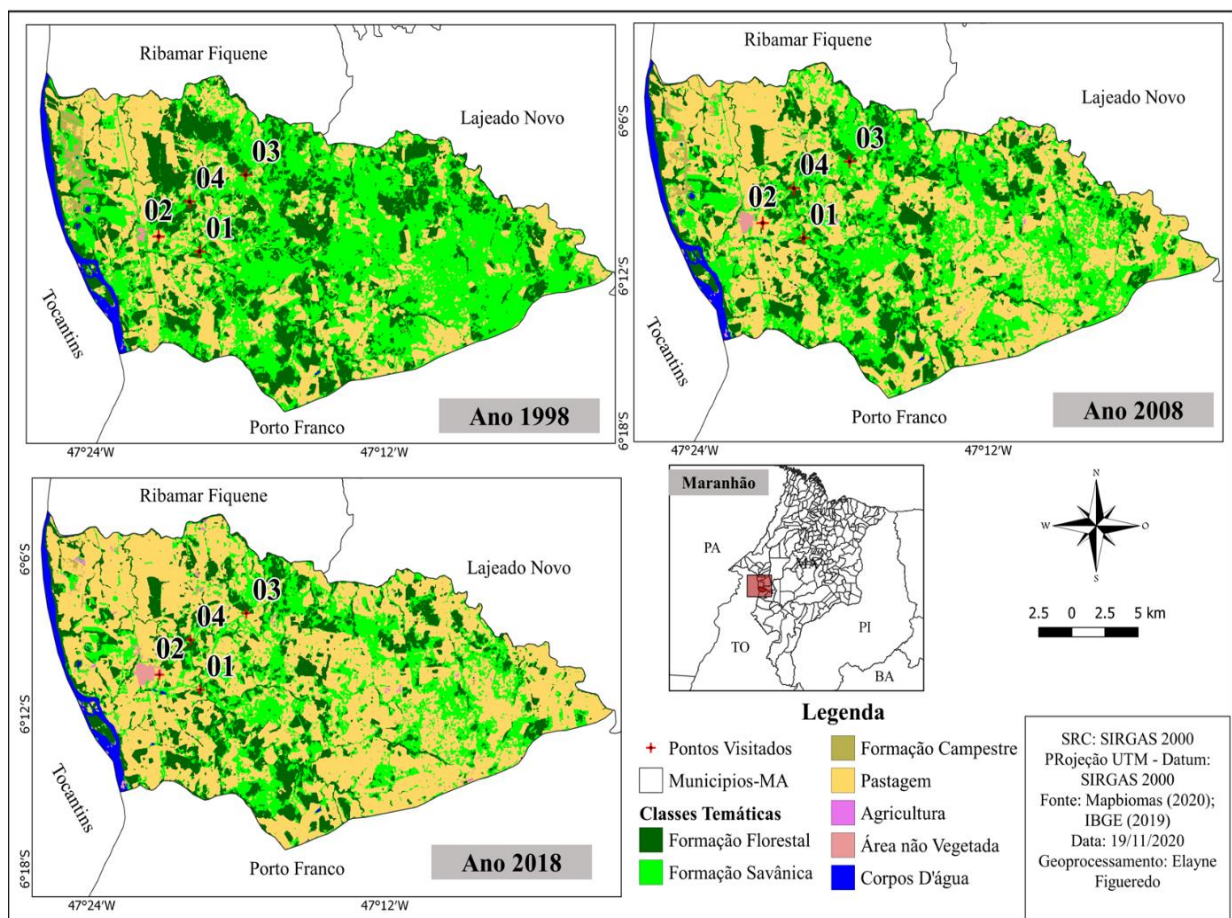 Ribamar Fiquene
Lajeado Novo
03
04
02
01
Tocantins
Porto Franco
Ano 1998
47°24'W
47°12'W
Ribamar Fiquene
Lajeado Novo
03
04
02
01
Tocantins
Porto Franco
Ano 2008
6°6'S
6°12'S
6°18'S
47°24'W
47°12'W
Ribamar Fiquene
Lajeado Novo
03
04
02
01
Tocantins
Porto Franco
Ano 2018
6°6'S
6°12'S
6°18'S
47°24'W
47°12'W
Maranhão
PA
MA
TO
PI
BA
N
W
O
S
2.5 0 2.5 5 km
Legenda
Pontos Visitados
Municipios-MA
Classes Temáticas
Formação Florestal
Formação Savânica
Formação Campestre
Pastagem
Agricultura
Área não Vegetada
Corpos D'água
SRC: SIRGAS 2000
PRojeção UTM - Datum:
SIRGAS 2000
Fonte: Mapbiomas (2020);
IBGE (2019)
Data: 19/11/2020
Geoprocessamento: Elayne
Figueredo